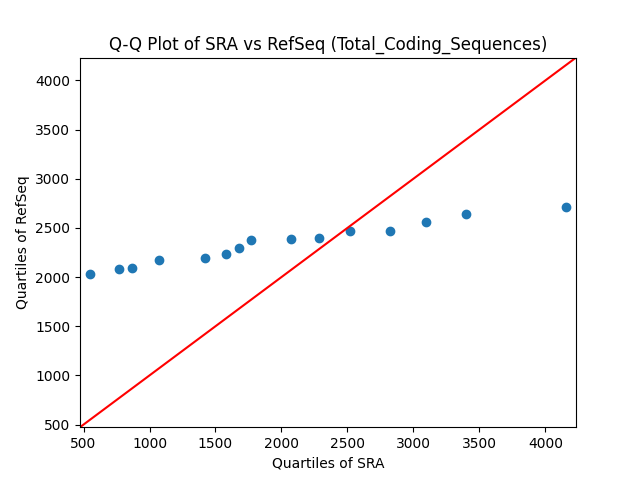 Q-Q Plot of SRA vs RefSeq (Total_Coding_Sequences)
Quartiles of RefSeq
4000
3500
3000
2500
2000
1500
1000
500
500 1000 1500 2000 2500 3000 3500 4000
Quartiles of SRA